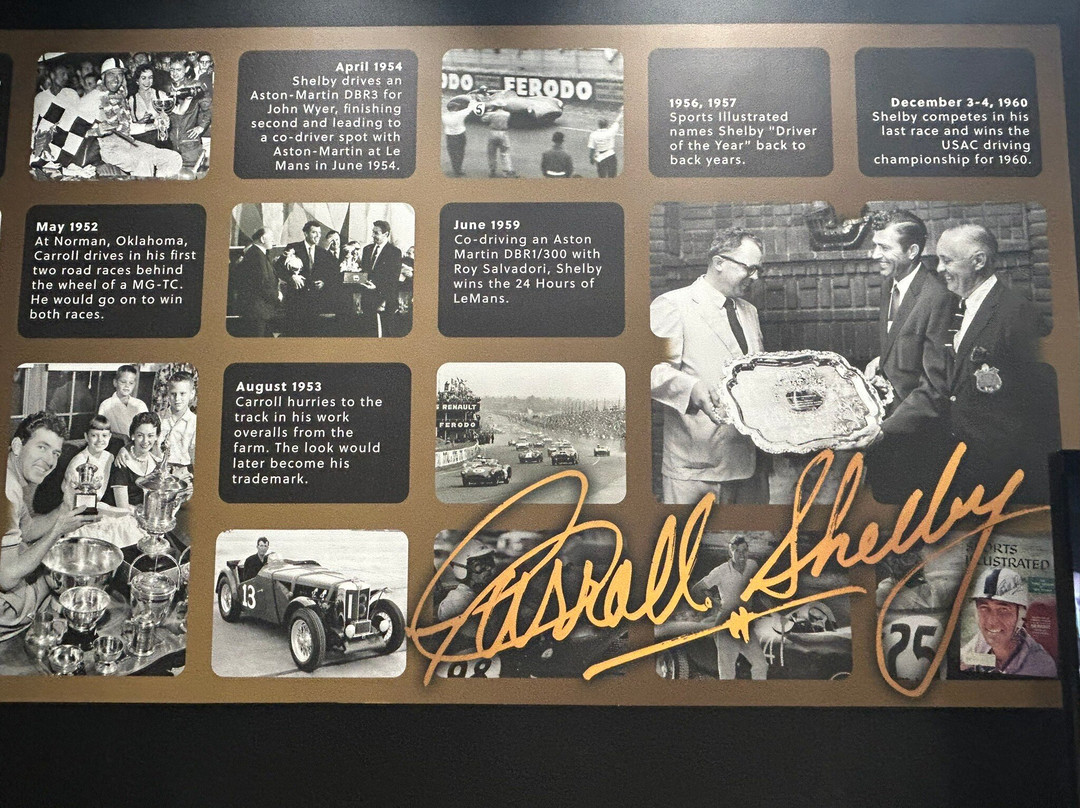 April 1954
Shelby drives an
Aston-Martin DBR3 for
John Wyer, finishing
second and leading to
a co-driver spot with
Aston-Martin at Le
Mans in June 1954.
FERODO
1956, 1957
Sports Illustrated
names Shelby "Driver
of the Year" back to
back years.
December 3-4, 1960
Shelby competes in his
last race and wins the
USAC driving
championship for 1960.
May 1952
At Norman, Oklahoma,
Carroll drives in his first
two road races behind
the wheel of a MG-TC.
He would go on to win
both races.
June 1959
Co-driving an Aston
Martin DBR1/300 with
Roy Salvadori, Shelby
wins the 24 Hours of
LeMans.
August 1953
Carroll hurries to the
track in his work
overalls from the
farm. The look would
later become his
trademark.
RENAULT
FERODO
13
Carroll Shelby
98
25
SPORTS
ILLUSTRATED